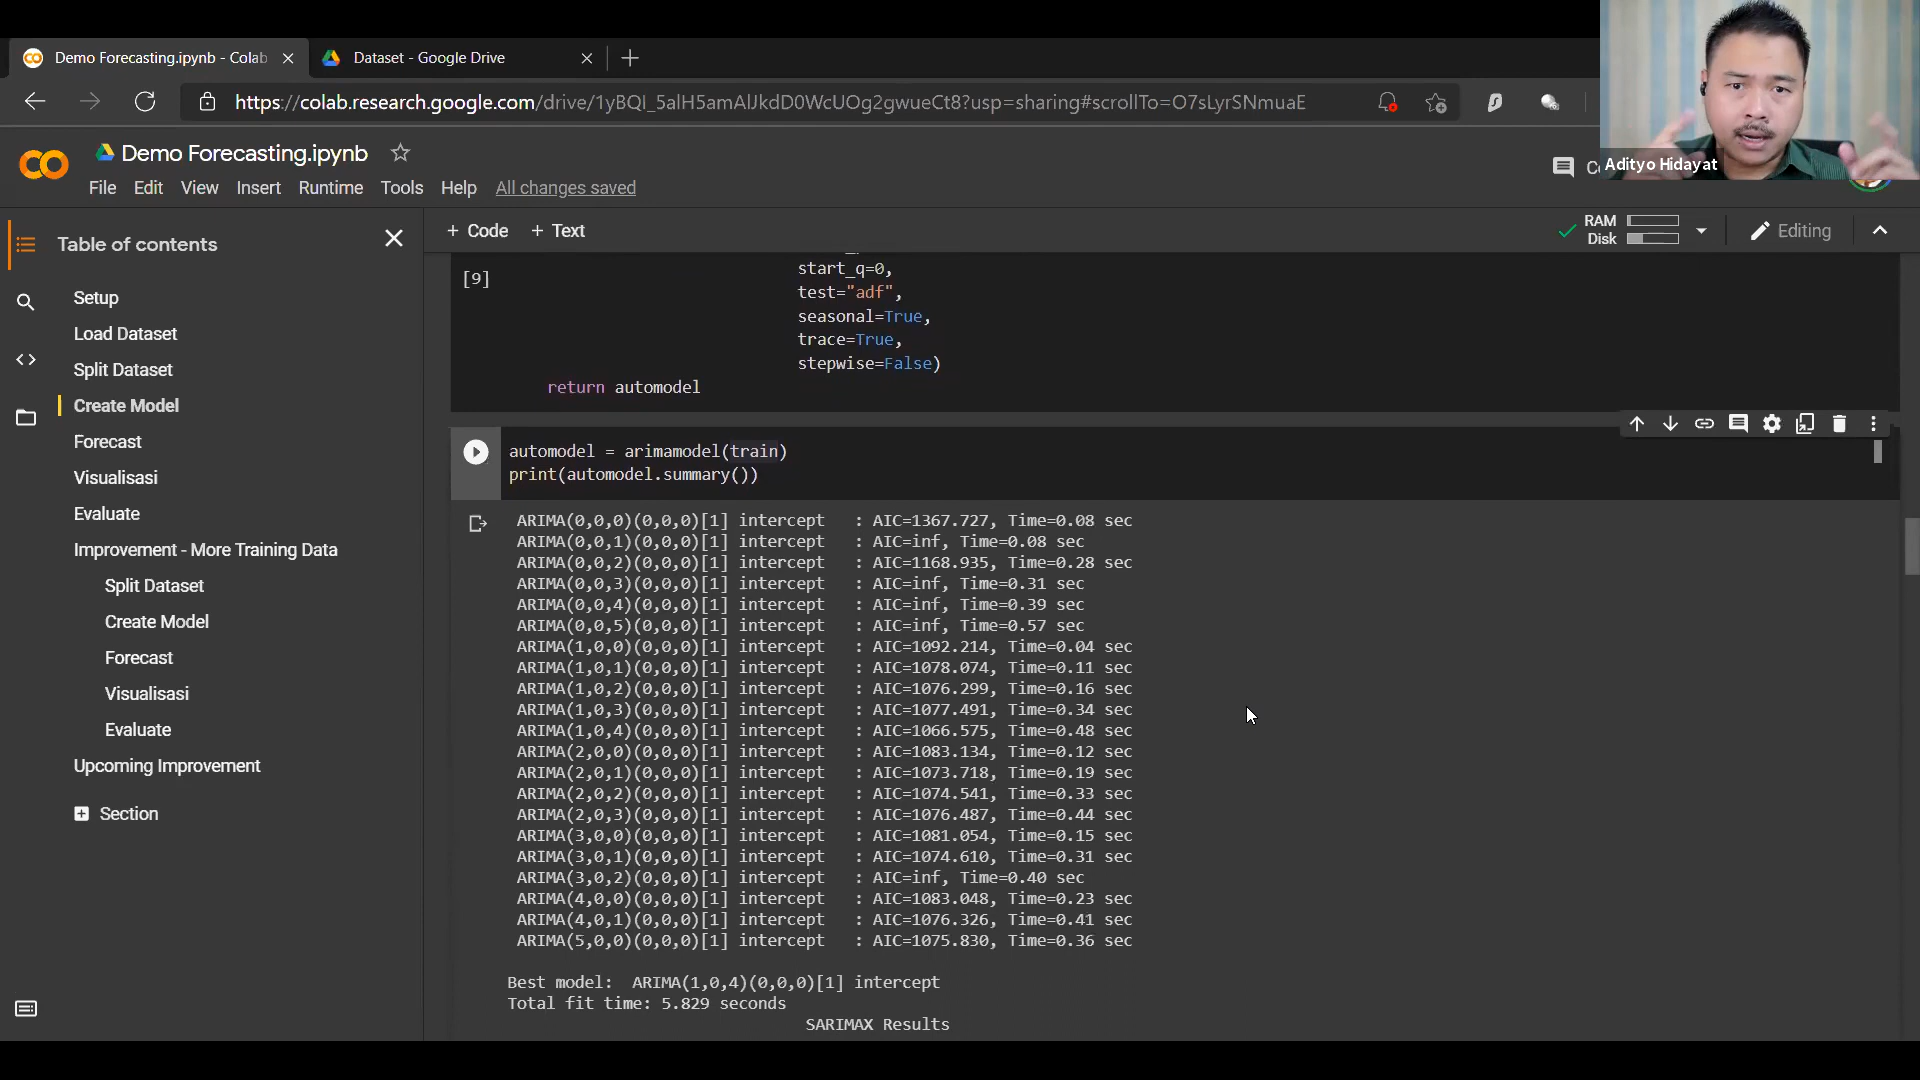 Demo Forecasting.ipynb - Colab
Dataset - Google Drive
https://colab.research.google.com/drive/1yBQI_5alH5amAlJkdD0WcUOg2gwueCt8?usp=sharing#scrollTo=O7sLyrSNmuaE
Adityo Hidayat
Demo Forecasting.ipynb
File Edit View Insert Runtime Tools Help All changes saved
Table of contents
+ Code + Text
RAM
Disk
Editing
Setup
Load Dataset
Split Dataset
Create Model
Forecast
Visualisasi
Evaluate
Improvement - More Training Data
Split Dataset
Create Model
Forecast
Visualisasi
Evaluate
Upcoming Improvement
Section
[9]
start_q=0,
test="adf",
seasonal=True,
trace=True,
stepwise=False)
return automodel
automodel = arimamodel(train)
print(automodel.summary())
ARIMA(0,0,0)(0,0,0)[1] intercept : AIC=1367.727, Time=0.08 sec
ARIMA(0,0,1)(0,0,0)[1] intercept : AIC=inf, Time=0.08 sec
ARIMA(0,0,2)(0,0,0)[1] intercept : AIC=1168.935, Time=0.28 sec
ARIMA(0,0,3)(0,0,0)[1] intercept : AIC=inf, Time=0.31 sec
ARIMA(0,0,4)(0,0,0)[1] intercept : AIC=inf, Time=0.39 sec
ARIMA(0,0,5)(0,0,0)[1] intercept : AIC=inf, Time=0.57 sec
ARIMA(1,0,0)(0,0,0)[1] intercept : AIC=1092.214, Time=0.04 sec
ARIMA(1,0,1)(0,0,0)[1] intercept : AIC=1078.074, Time=0.11 sec
ARIMA(1,0,2)(0,0,0)[1] intercept : AIC=1076.299, Time=0.16 sec
ARIMA(1,0,3)(0,0,0)[1] intercept : AIC=1077.491, Time=0.34 sec
ARIMA(1,0,4)(0,0,0)[1] intercept : AIC=1066.575, Time=0.48 sec
ARIMA(2,0,0)(0,0,0)[1] intercept : AIC=1083.134, Time=0.12 sec
ARIMA(2,0,1)(0,0,0)[1] intercept : AIC=1073.718, Time=0.19 sec
ARIMA(2,0,2)(0,0,0)[1] intercept : AIC=1074.541, Time=0.33 sec
ARIMA(2,0,3)(0,0,0)[1] intercept : AIC=1076.487, Time=0.44 sec
ARIMA(3,0,0)(0,0,0)[1] intercept : AIC=1081.054, Time=0.15 sec
ARIMA(3,0,1)(0,0,0)[1] intercept : AIC=1074.610, Time=0.31 sec
ARIMA(3,0,2)(0,0,0)[1] intercept : AIC=inf, Time=0.40 sec
ARIMA(4,0,0)(0,0,0)[1] intercept : AIC=1083.048, Time=0.23 sec
ARIMA(4,0,1)(0,0,0)[1] intercept : AIC=1076.326, Time=0.41 sec
ARIMA(5,0,0)(0,0,0)[1] intercept : AIC=1075.830, Time=0.36 sec
Best model: ARIMA(1,0,4)(0,0,0)[1] intercept
Total fit time: 5.829 seconds
SARIMAX Results